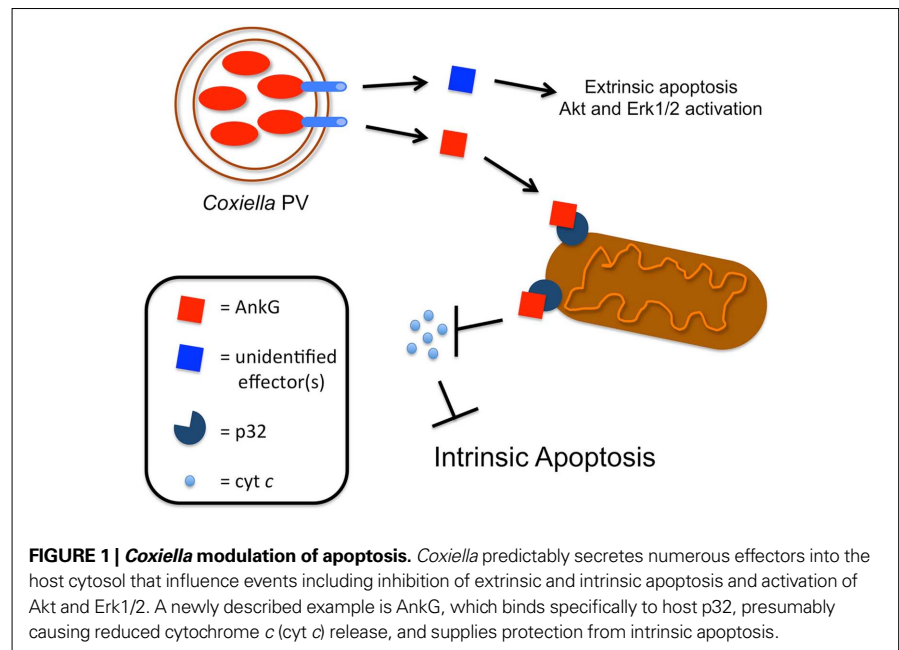 Extrinsic apoptosis
Akt and Erk1/2 activation
Coxiella PV
= AnkG
= unidentified
effector(s)
= p32
= cyt c
Intrinsic Apoptosis
FIGURE 1 | Coxiella modulation of apoptosis. Coxiella predictably secretes numerous effectors into the
host cytosol that influence events including inhibition of extrinsic and intrinsic apoptosis and activation of
Akt and Erk1/2. A newly described example is AnkG, which binds specifically to host p32, presumably
causing reduced cytochrome c (cyt c) release, and supplies protection from intrinsic apoptosis.